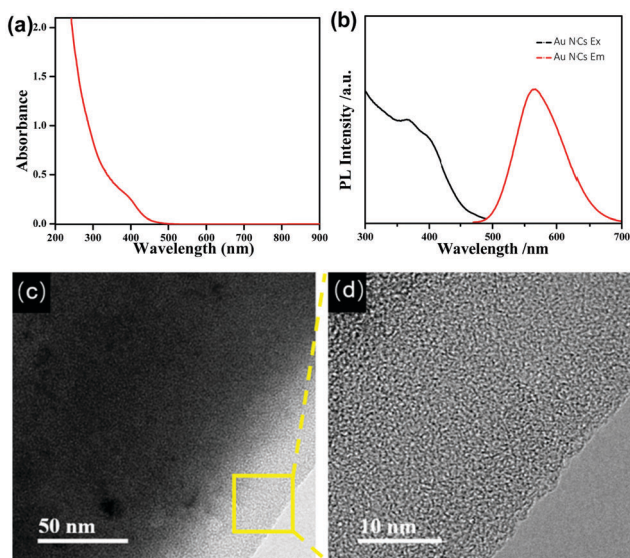 (a)
2.0
1.5
1.0
0.5
0.0
Absorbance
200 300 400 500 600 700 800 900
Wavelength (nm)
(b)
Au NCs Ex
Au NCs Em
PL Intensity /a.u.
300 400 500 600 700
Wavelength /nm
(c)
50 nm
(d)
10 nm